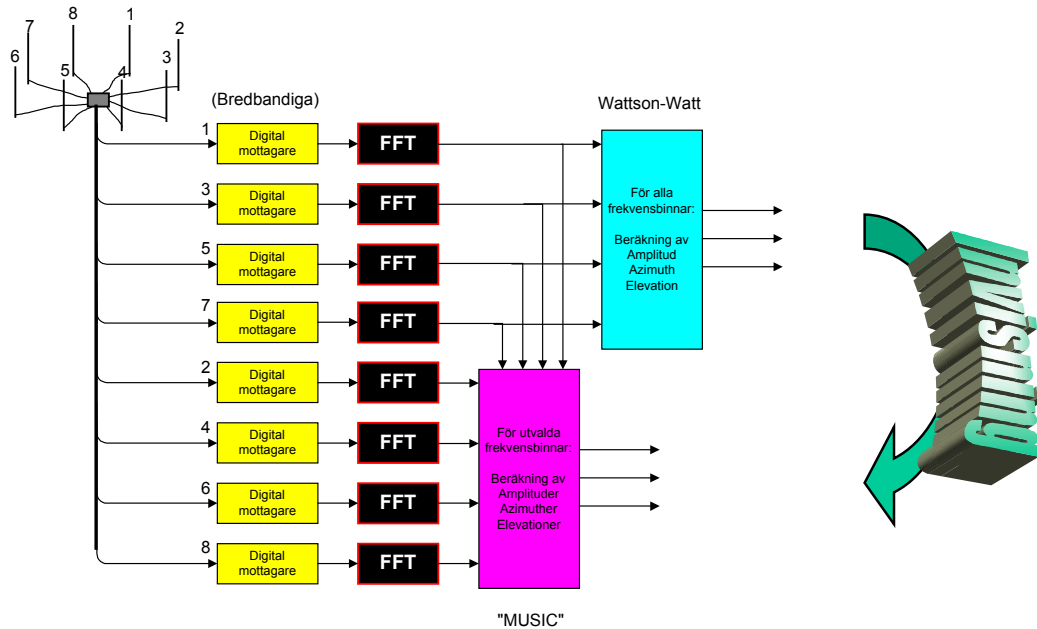 8
1
7
2
6
5
4
3
(Bredbandiga)
Wattson-Watt
1
Digital
mottagare
FFT
3
Digital
mottagare
FFT
5
Digital
mottagare
FFT
7
Digital
mottagare
FFT
2
Digital
mottagare
FFT
4
Digital
mottagare
FFT
6
Digital
mottagare
FFT
8
Digital
mottagare
FFT
För alla
frekvensbinnar:
Beräkning av
Amplitud
Azimuth
Elevation
För utvalda
frekvensbinnar:
Beräkning av
Amplituder
Azimuther
Elevationer
"MUSIC"
Invisning